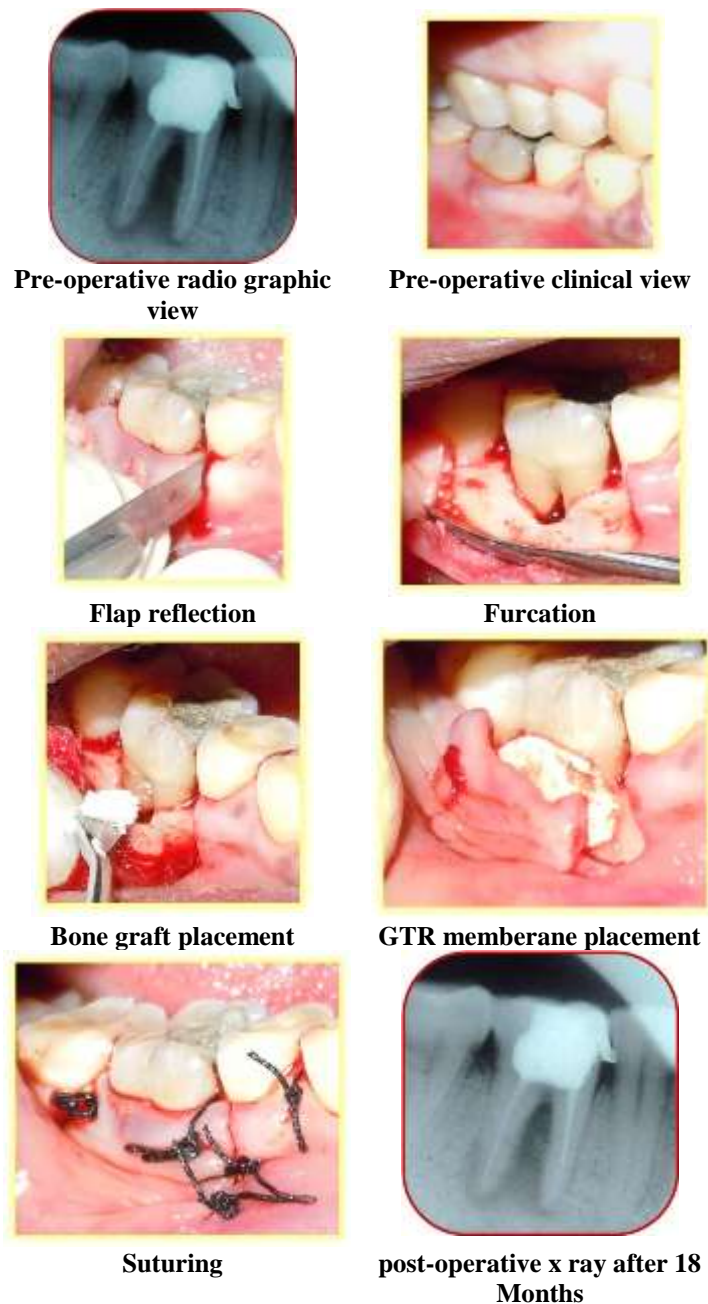 Pre-operative radio graphic
view
Pre-operative clinical view
Flap reflection
Furcation
Bone graft placement
GTR memberane placement
Suturing
post-operative x ray after 18
Months